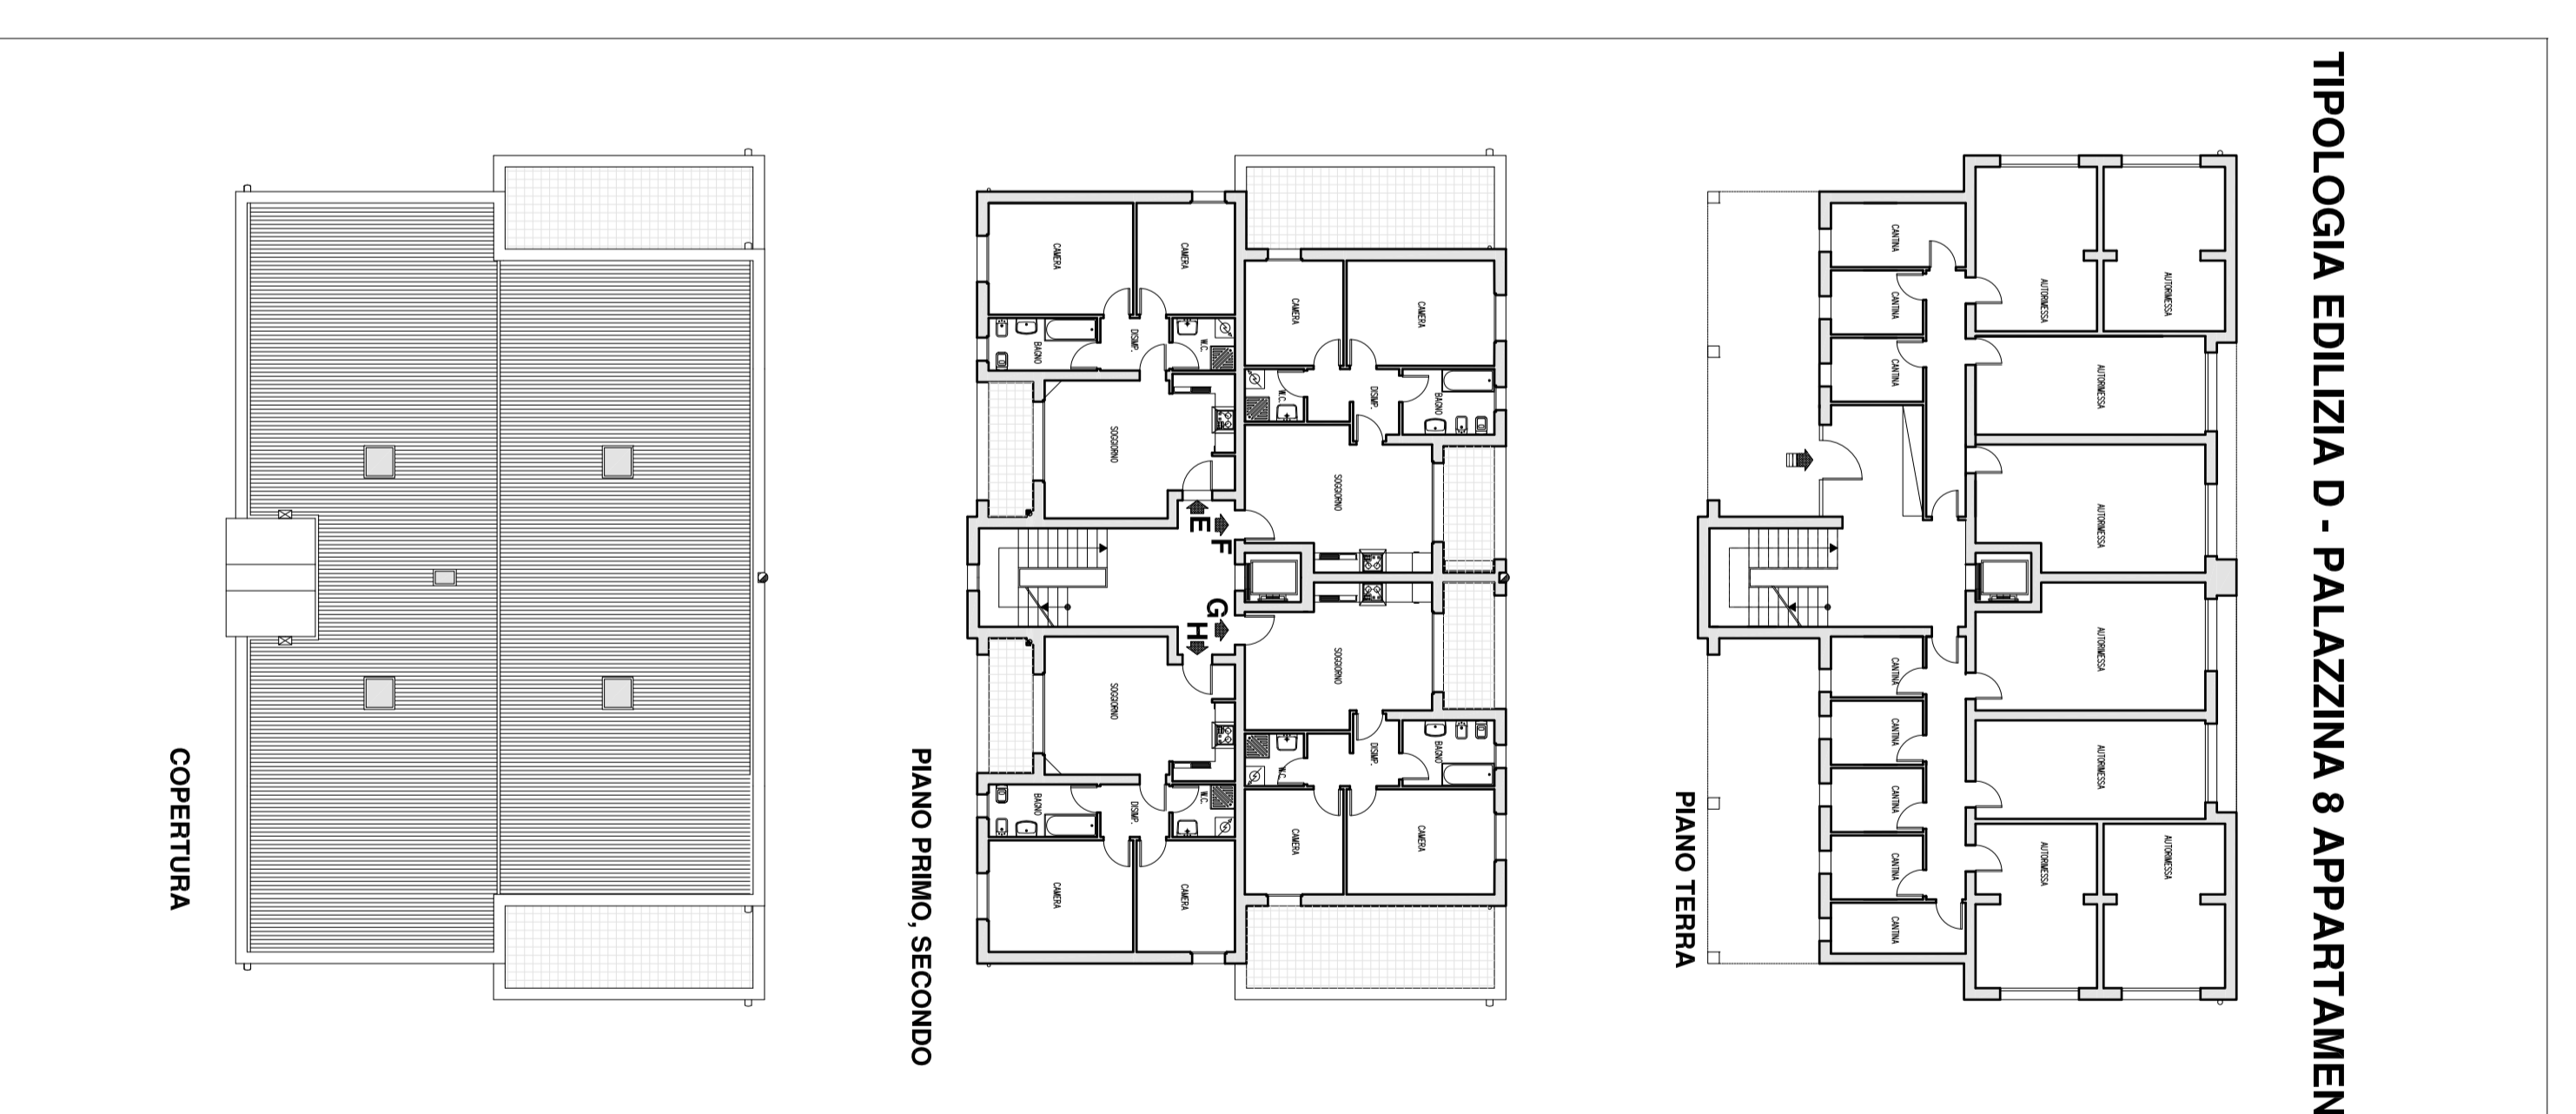 TIPOLOGIA EDILIZIA D - PALAZZINA 8 APPARTAMEN
AUTORIMESSA
AUTORIMESSA
AUTORIMESSA
AUTORIMESSA
AUTORIMESSA
AUTORIMESSA
AUTORIMESSA
AUTORIMESSA
CANTINA
CANTINA
CANTINA
CANTINA
CANTINA
CANTINA
CANTINA
CANTINA
PIANO TERRA
BAGNO
BAGNO
CAMERA
CAMERA
DISIMP.
DISIMP.
SOGGIORNO
SOGGIORNO
CAMERA
CAMERA
W.C.
W.C.
F
G
W.C.
W.C.
E
H
CAMERA
CAMERA
DISIMP.
DISIMP.
SOGGIORNO
SOGGIORNO
CAMERA
CAMERA
BAGNO
BAGNO
PIANO PRIMO, SECONDO
COPERTURA